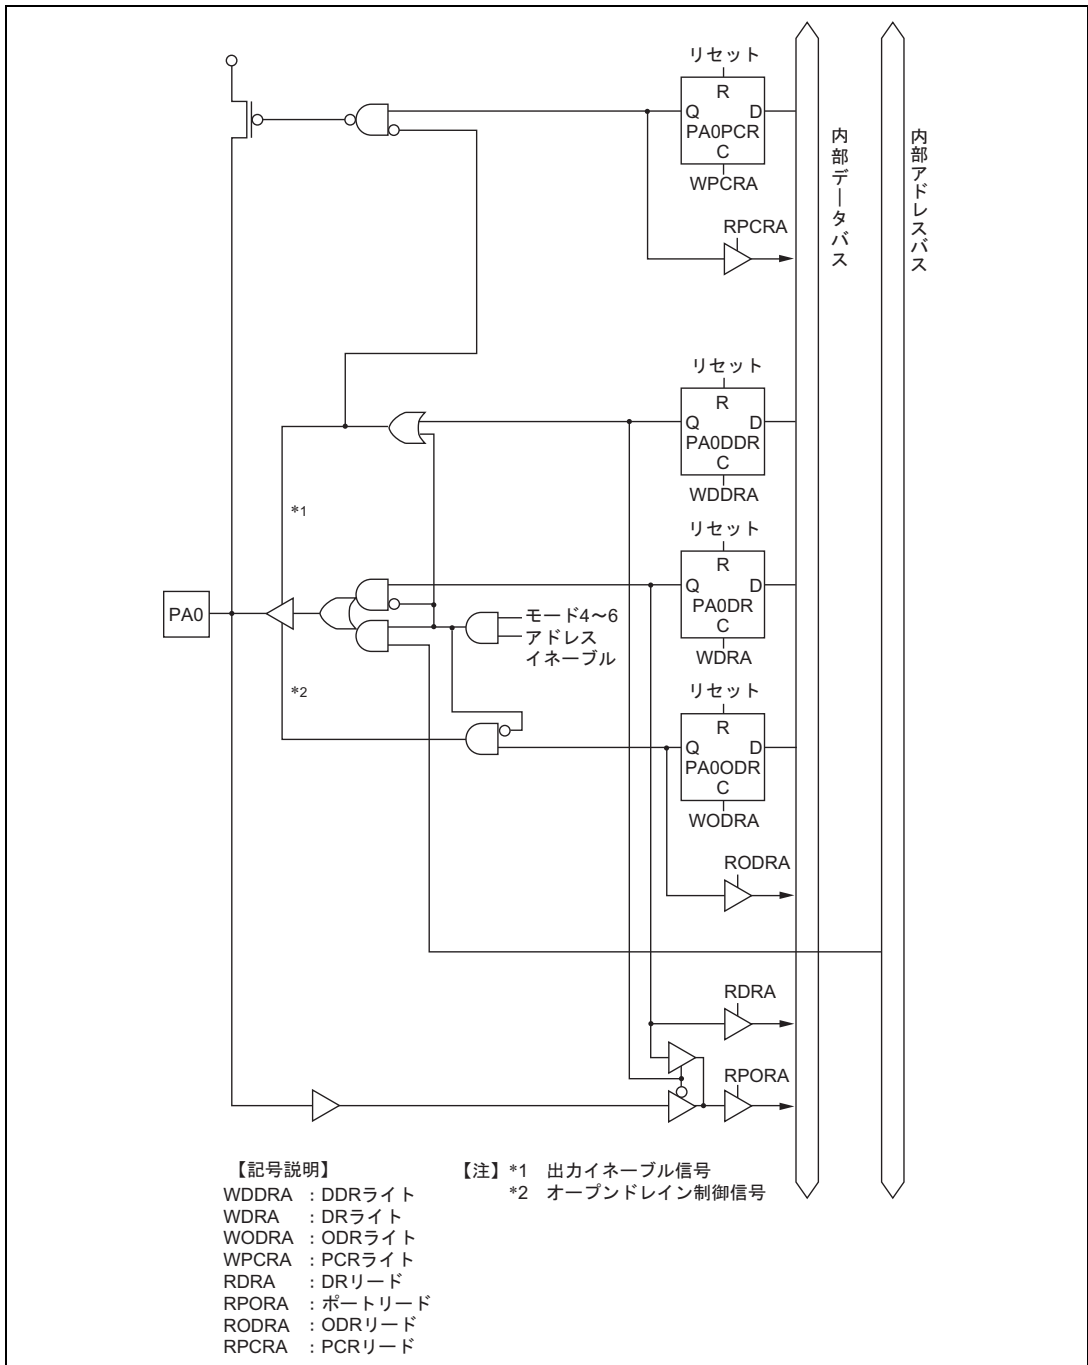 リセット
R
Q D
PA0PCR
C
WPCRA
RPCRA
内部データバス
内部アドレスバス
リセット
R
Q D
PA0DDR
C
WDDRA
*1
リセット
R
Q D
PA0DR
C
WDRA
PA0
モード4~6
アドレス
イネーブル
*2
リセット
R
Q D
PA0ODR
C
WODRA
RODRA
RDRA
RPORA
【記号説明】
WDDRA :DDRライト
WDRA :DRライト
WODRA :ODRライト
WPCRA :PCRライト
RDRA :DRリード
RPORA :ポートリード
RODRA :ODRリード
RPCRA :PCRリード
【注】*1 出力イネーブル信号
*2 オープンドレイン制御信号